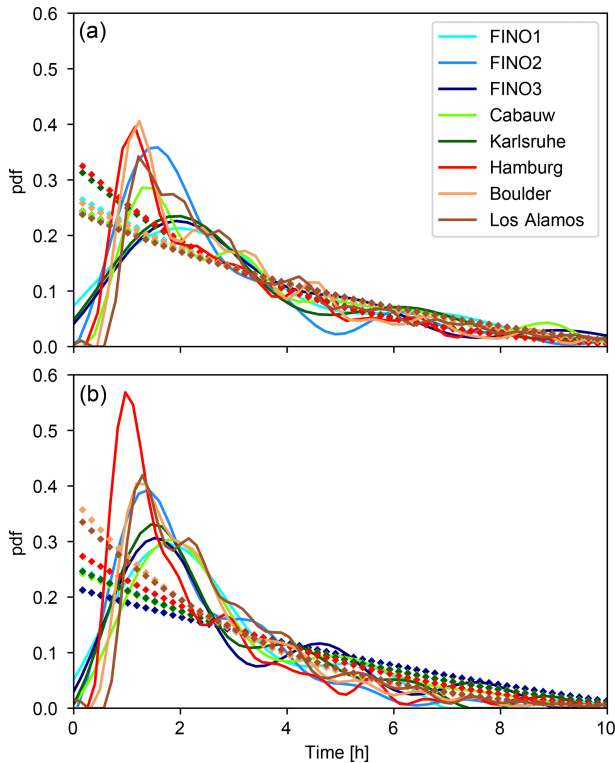 (a)
0.6
0.5
0.4
0.3
0.2
0.1
0.0
pdf
FINO1
FINO2
FINO3
Cabauw
Karlsruhe
Hamburg
Boulder
Los Alamos
(b)
0.6
0.5
0.4
0.3
0.2
0.1
0.0
pdf
0 2 4 6 8 10
Time [h]